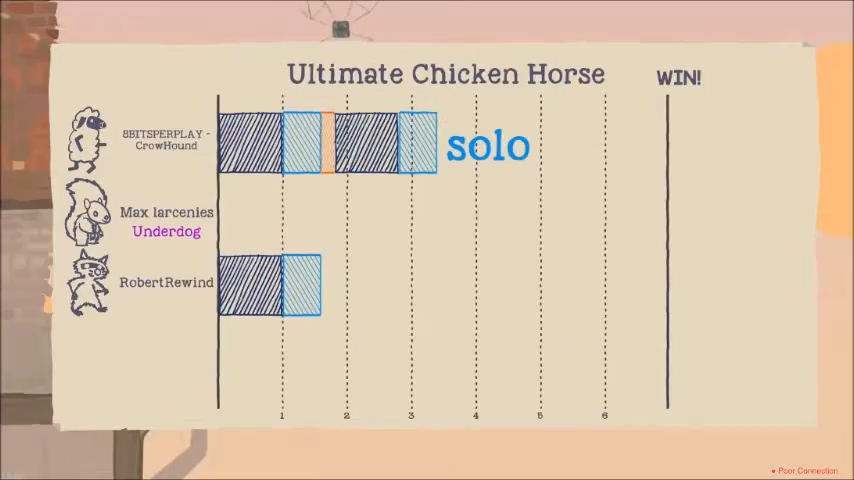 Ultimate Chicken Horse
WIN!
8BITSPERPLAY -
CrowHound
solo
Max larcenies
Underdog
RobertRewind
1 2 3 4 5 6
Poor Connection